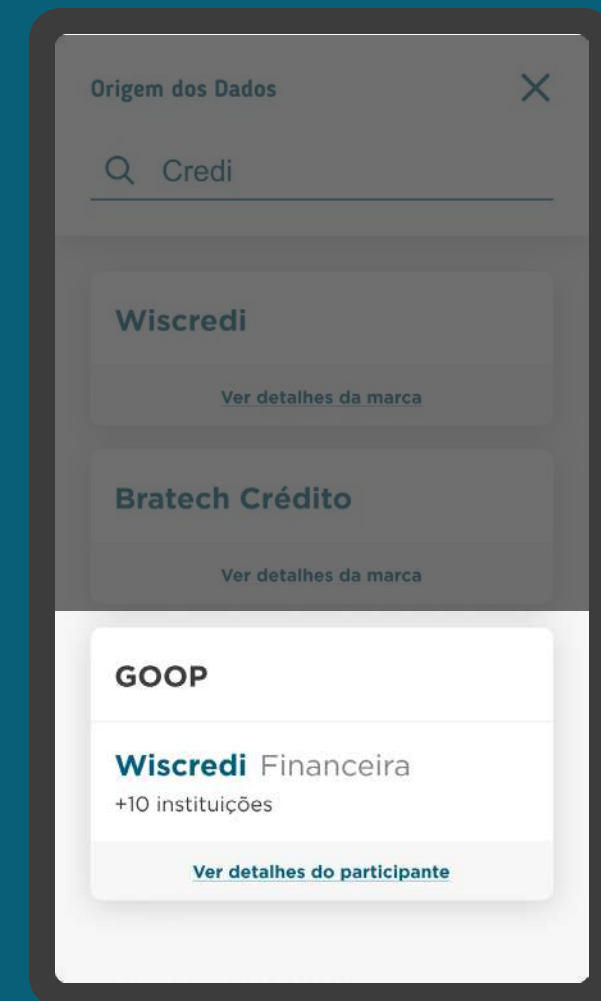 Origem dos Dados
Credi
Wiscredi
Ver detalhes da marca
Bratech Crédito
Ver detalhes da marca
GOOP
Wiscredi Financeira
+10 instituições
Ver detalhes do participante